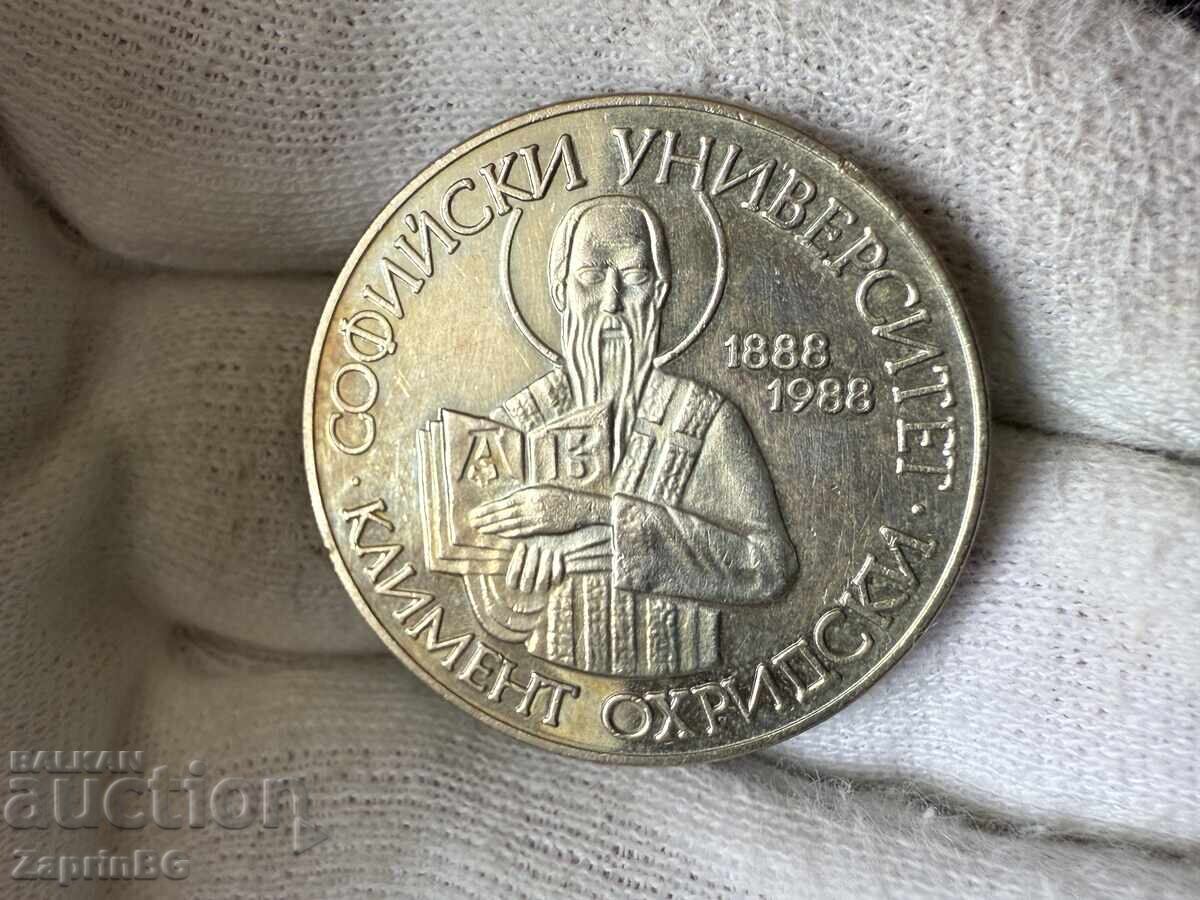 СОФИЙСКИ УНИВЕРСИТЕТ
· КЛИМЕНТ ОХРИДСКИ ·
1888
1988
А В
BALKAN
auction
ZaprinBG